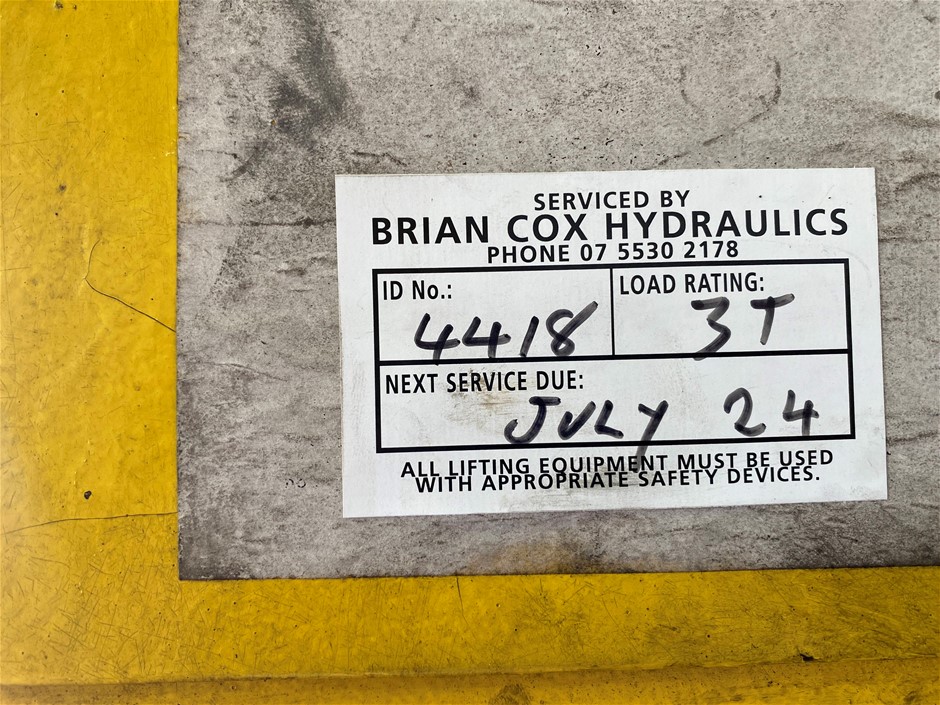 SERVICED BY
BRIAN COX HYDRAULICS
PHONE 07 5530 2178
ID No.:
4418
LOAD RATING:
3T
NEXT SERVICE DUE:
JULY 24
ALL LIFTING EQUIPMENT MUST BE USED
WITH APPROPRIATE SAFETY DEVICES.